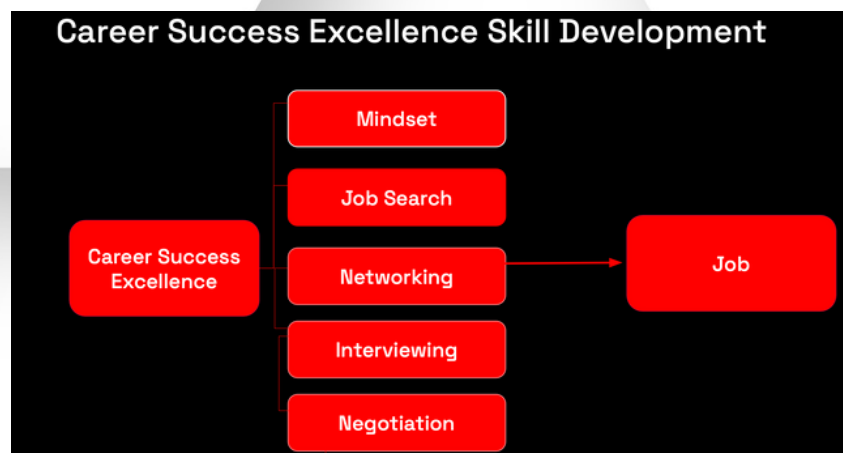 Career Success Excellence Skill Development
Mindset
Job Search
Career Success
Excellence
Networking
Job
Interviewing
Negotiation